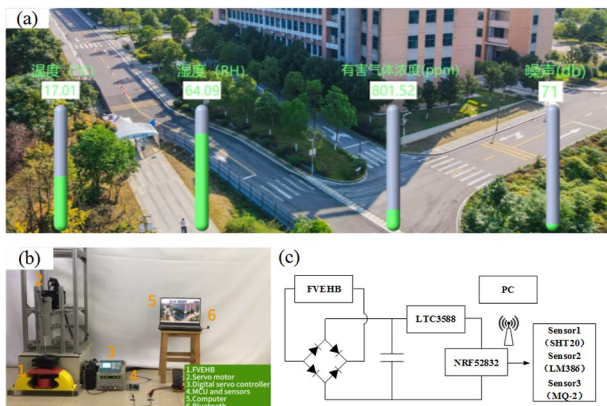 (a)
温度（℃） 湿度（RH） 有害气体浓度(ppm) 噪声(db)
17.01 64.09 801.52 71
(b)
1
2
3
4
5
6
1.FVEHB
2.Servo motor
3.Digital servo controller
4.MCU and sensors
5.Computer
(c)
FVEHB
LTC3588
PC
NRF52832
Sensor1
（SHT20）
Sensor2
(LM386)
Sensor3
(MQ-2)